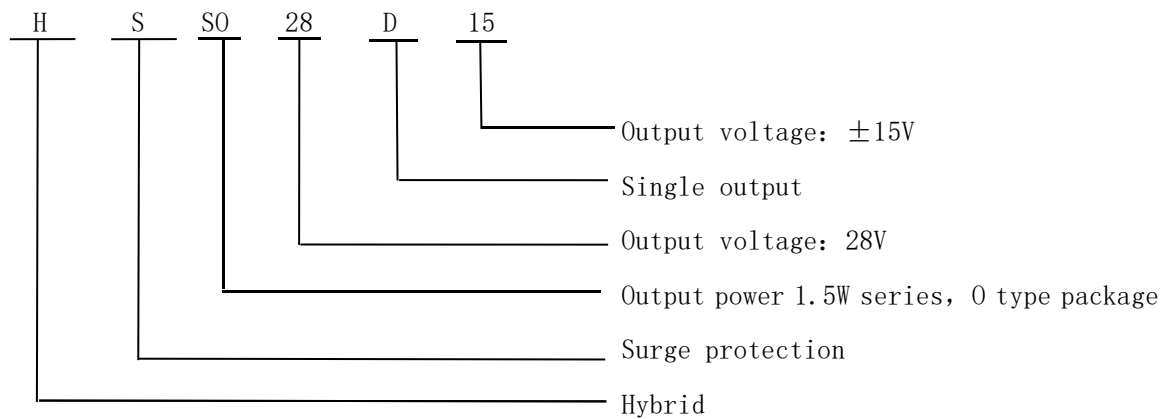 H S SO 28 D 15
Output voltage: ±15V
Single output
Output voltage: 28V
Output power 1.5W series, O type package
Surge protection
Hybrid